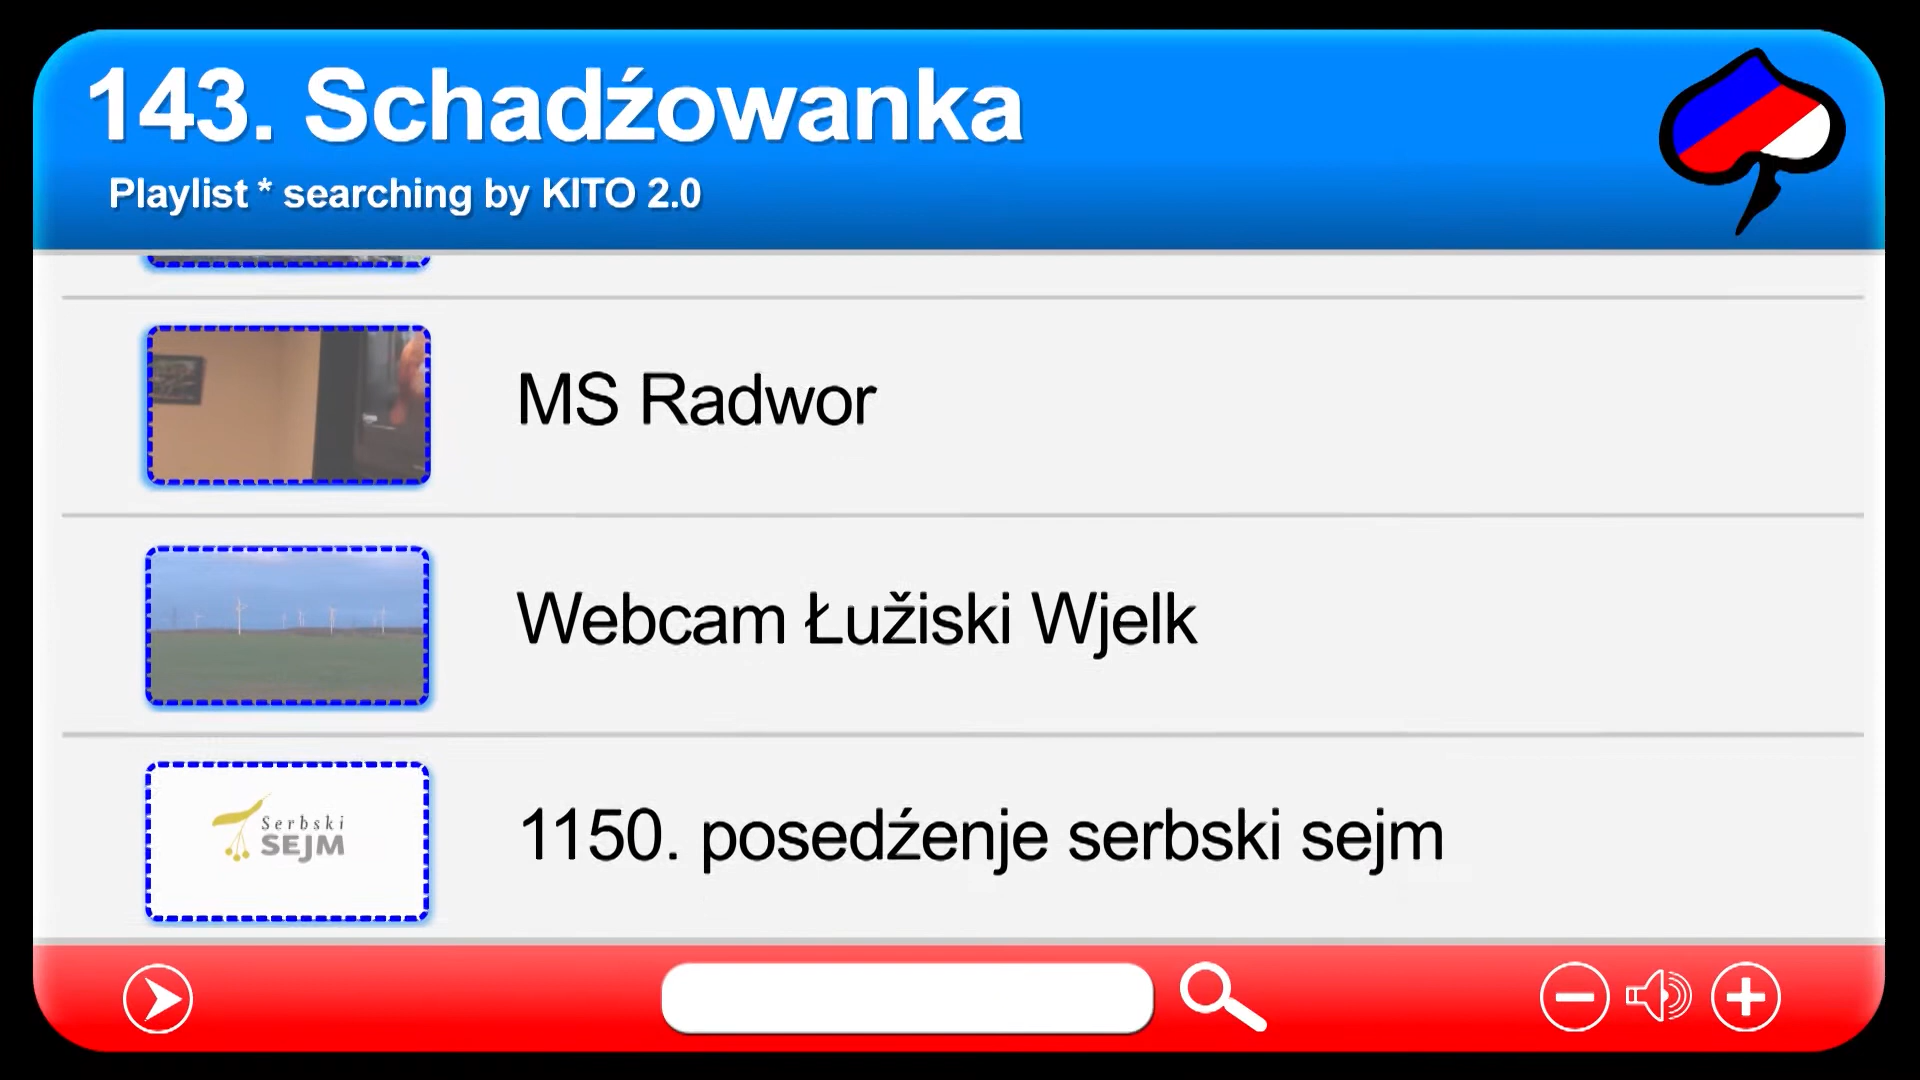 143. Schadźowanka
Playlist * searching by KITO 2.0
MS Radwor
Webcam Łužiski Wjelk
Serbski
SEJM
1150. posedźenje serbski sejm